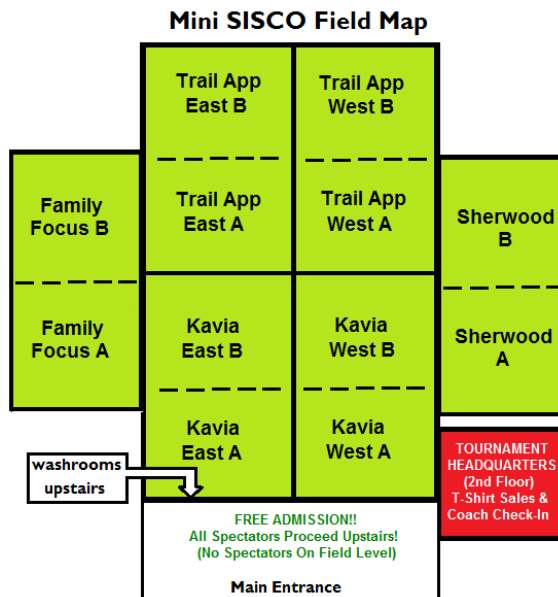 Mini SISCO Field Map
Trail App
East B
Trail App
West B
Trail App
East A
Trail App
West A
Family
Focus B
Sherwood
B
Family
Focus A
Kavia
East B
Kavia
West B
Sherwood
A
Kavia
East A
Kavia
West A
washrooms
upstairs
TOURNAMENT
HEADQUARTERS
(2nd Floor)
T-Shirt Sales &
Coach Check-In
FREE ADMISSION!!
All Spectators Proceed Upstairs!
(No Spectators On Field Level)
Main Entrance